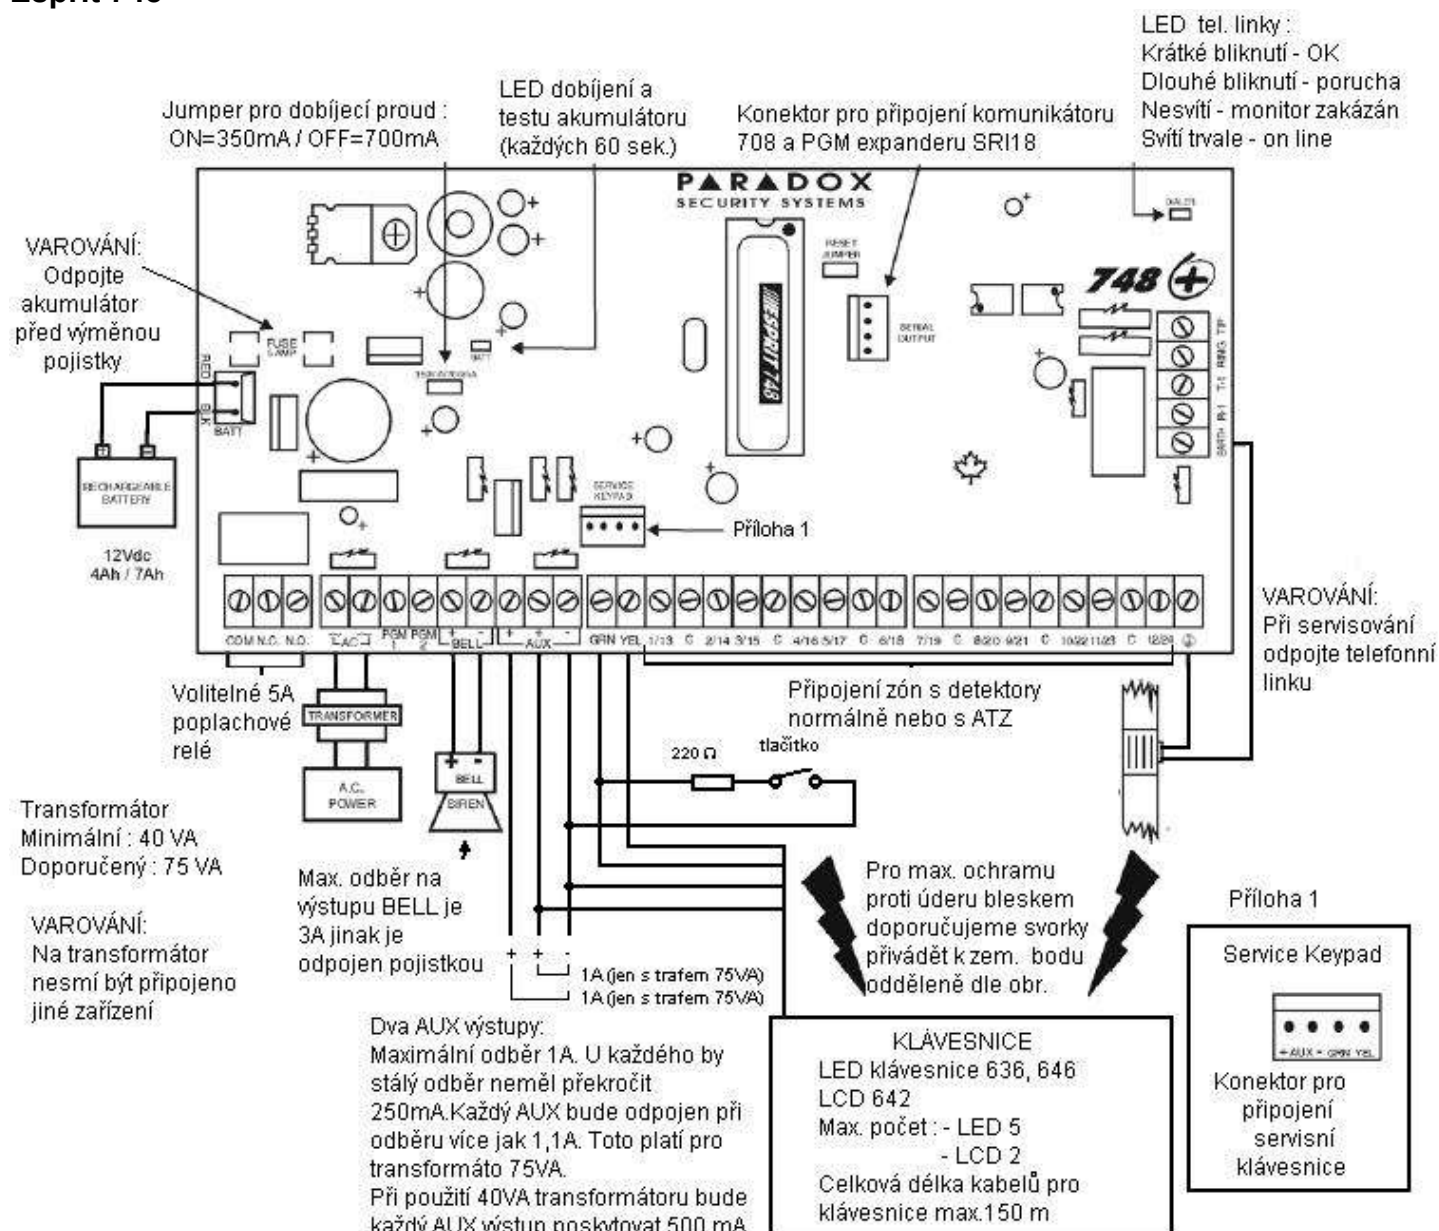 Esprit 748
LED tel. linky :
Krátké bliknutí - OK
Dlouhé bliknutí - porucha
Nesvítí - monitor zakázán
Svítí trvale - on line
LED dobíjení a
testu akumulátoru
(každých 60 sek.)
Jumper pro dobíjecí proud :
ON=350mA / OFF=700mA
Konektor pro připojení komunikátoru
708 a PGM expanderu SRI18
PARADOX
SECURITY SYSTEMS
DIALER
RESET
JUMPER
748 +
VAROVÁNÍ:
Odpojte
akumulátor
před výměnou
pojistky
FUSE
BATT
SERIAL
OUTPUT
ESPRIT 748
TIP
RING
T-1
R-1
EARTH
RED
BLK
BATT
RECHARGEABLE
BATTERY
12Vdc
4Ah / 7Ah
SERVICE
KEYPAD
Příloha 1
COM N.C. N.O. AC PGM 1 PGM 2 + BELL - + + - AUX GRN YEL 1/13 C 2/14 3/15 C 4/16 5/17 C 6/18 7/19 C 8/20 9/21 C 10/22 11/23 C 12/24
VAROVÁNÍ:
Při servisování
odpojte telefonní
linku
Volitelné 5A
poplachové
relé
TRANSFORMER
A.C.
POWER
+ -
BELL
SIREN
Připojení zón s detektory
normálně nebo s ATZ
220 Ω
tlačítko
Transformátor
Minimální : 40 VA
Doporučený : 75 VA
VAROVÁNÍ:
Na transformátor
nesmí být připojeno
jiné zařízení
Max. odběr na
výstupu BELL je
3A jinak je
odpojen pojistkou
+ + -
1A (jen s trafem 75VA)
1A (jen s trafem 75VA)
Pro max. ochramu
proti úderu bleskem
doporučujeme svorky
přivádět k zem. bodu
odděleně dle obr.
Příloha 1
Service Keypad
+ AUX - GRN YEL
Konektor pro
připojení
servisní
klávesnice
Dva AUX výstupy:
Maximální odběr 1A. U každého by
stálý odběr neměl překročit
250mA.Každý AUX bude odpojen při
odběru více jak 1,1A. Toto platí pro
transformáto 75VA.
Při použití 40VA transformátoru bude
každý AUX výstup poskytovat 500 mA
KLÁVESNICE
LED klávesnice 636, 646
LCD 642
Max. počet : - LED 5
- LCD 2
Celková délka kabelů pro
klávesnice max.150 m